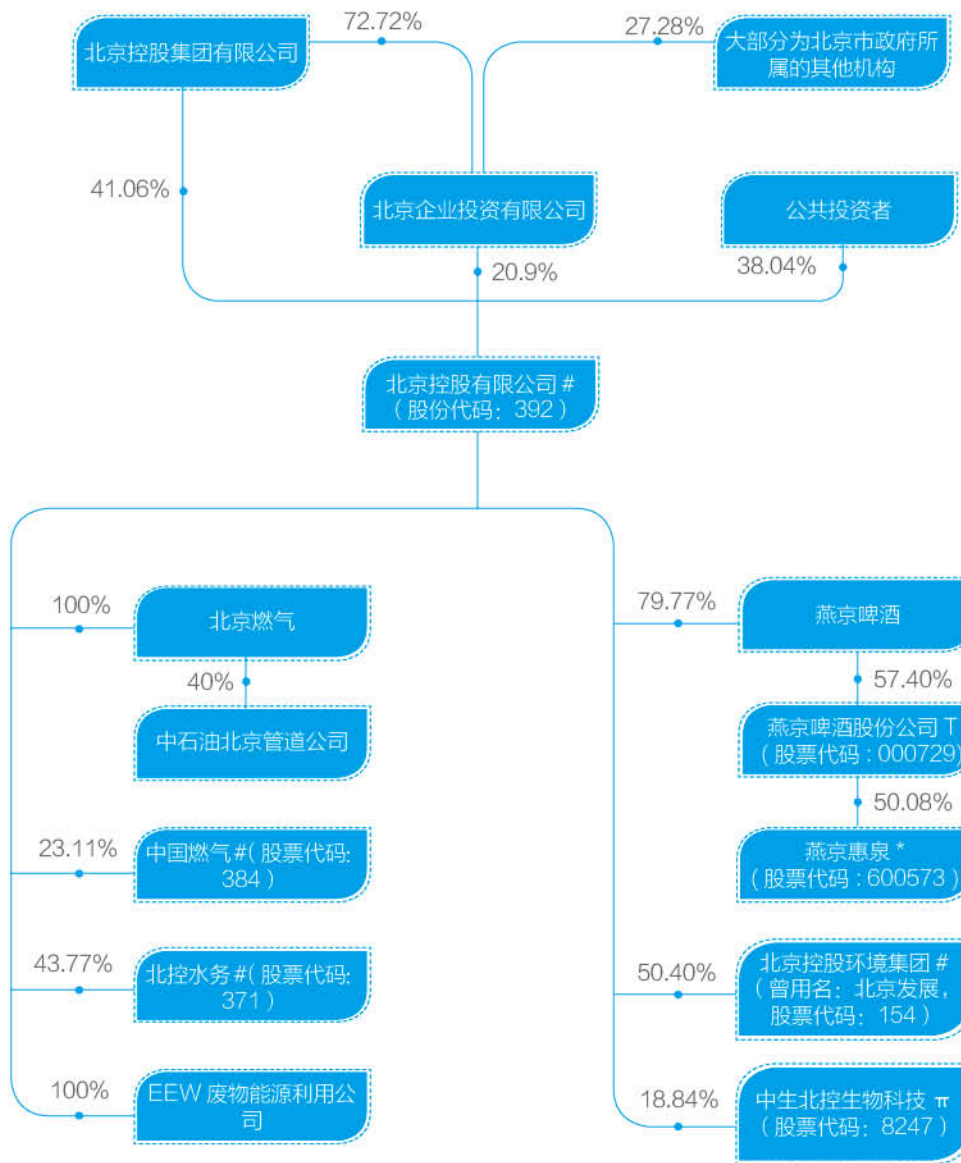 72.72%
27.28%
北京控股集团有限公司
大部分为北京市政府所
属的其他机构
41.06%
北京企业投资有限公司
公共投资者
20.9%
38.04%
北京控股有限公司 #
（股份代码：392）
100%
北京燃气
40%
中石油北京管道公司
23.11%
中国燃气 #( 股票代码:
384 )
43.77%
北控水务 #( 股票代码:
371 )
100%
EEW 废物能源利用公
司
79.77%
燕京啤酒
57.40%
燕京啤酒股份公司 T
（股票代码：000729)
50.08%
燕京惠泉 *
（股票代码：600573）
50.40%
北京控股环境集团 #
（曾用名：北京发展，
股票代码：154）
18.84%
中生北控生物科技 π
（股票代码：8247）